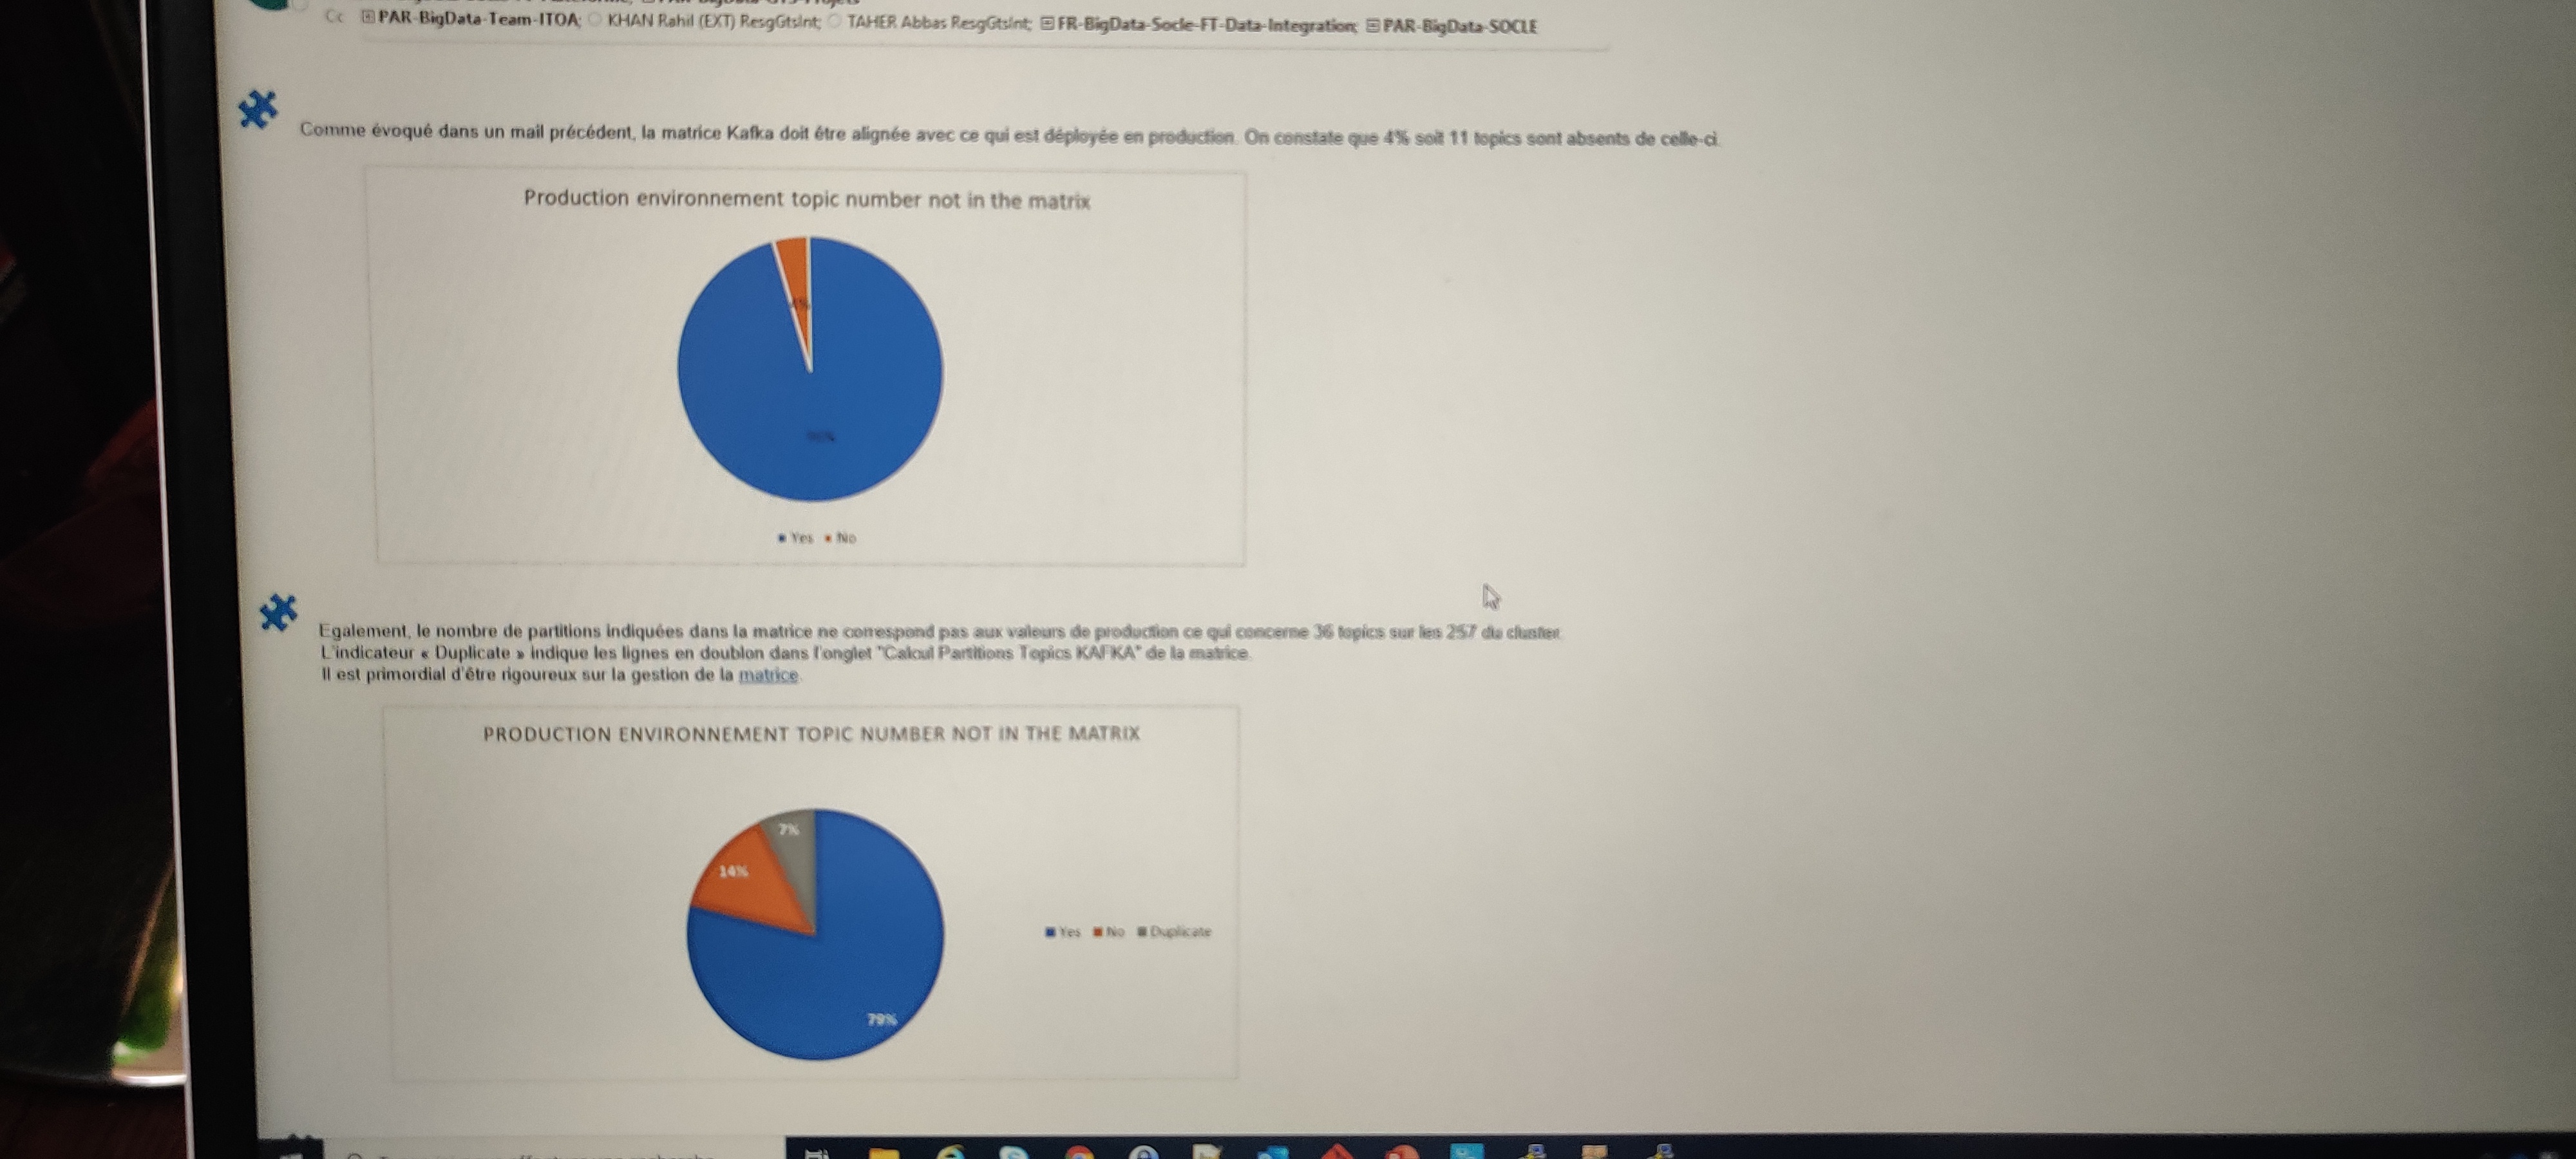 Cc PAR-BigData-Team-ITOA; KHAN Rahil (EXT) ResgGtsInt; TAHER Abbas ResgGtsInt; FR-BigData-Socle-FT-Data-Integration; PAR-BigData-SOCLE
Comme évoqué dans un mail précédent, la matrice Kafka doit être alignée avec ce qui est déployée en production. On constate que 4% soit 11 topics sont absents de celle-ci.
Production environnement topic number not in the matrix
4%
96%
Yes No
Egalement, le nombre de partitions indiquées dans la matrice ne correspond pas aux valeurs de production ce qui concerne 36 topics sur les 257 du cluster.
L'indicateur « Duplicate » indique les lignes en doublon dans l'onglet "Calcul Partitions Topics KAFKA" de la matrice.
Il est primordial d'être rigoureux sur la gestion de la matrice.
PRODUCTION ENVIRONNEMENT TOPIC NUMBER NOT IN THE MATRIX
7%
14%
Yes No Duplicate
79%